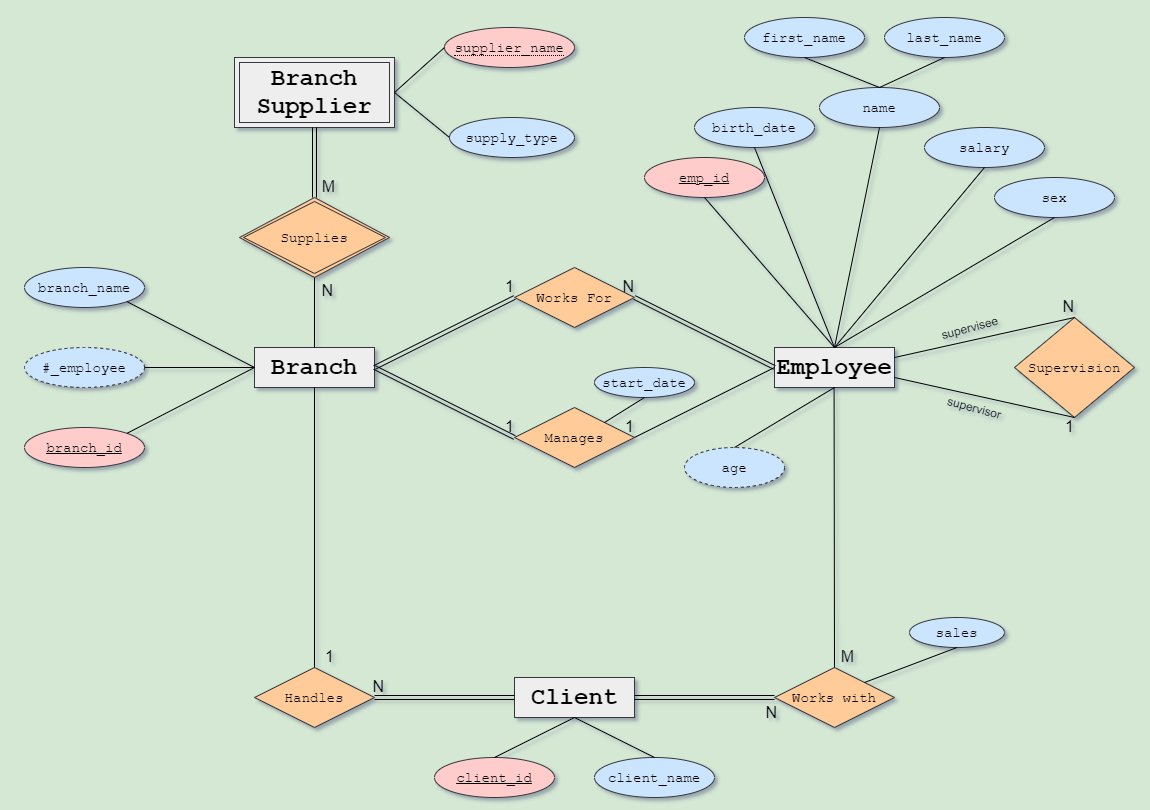 first_name
last_name
supplier_name
Branch
Supplier
name
birth_date
supply_type
salary
emp_id
M
sex
Supplies
branch_name
1
N
N
Works For
N
supervisee
Branch
#_employee
Employee
Supervision
start_date
supervisor
1
Manages
1
1
branch_id
age
sales
1
M
Handles
N
Client
N
Works with
client_id
client_name